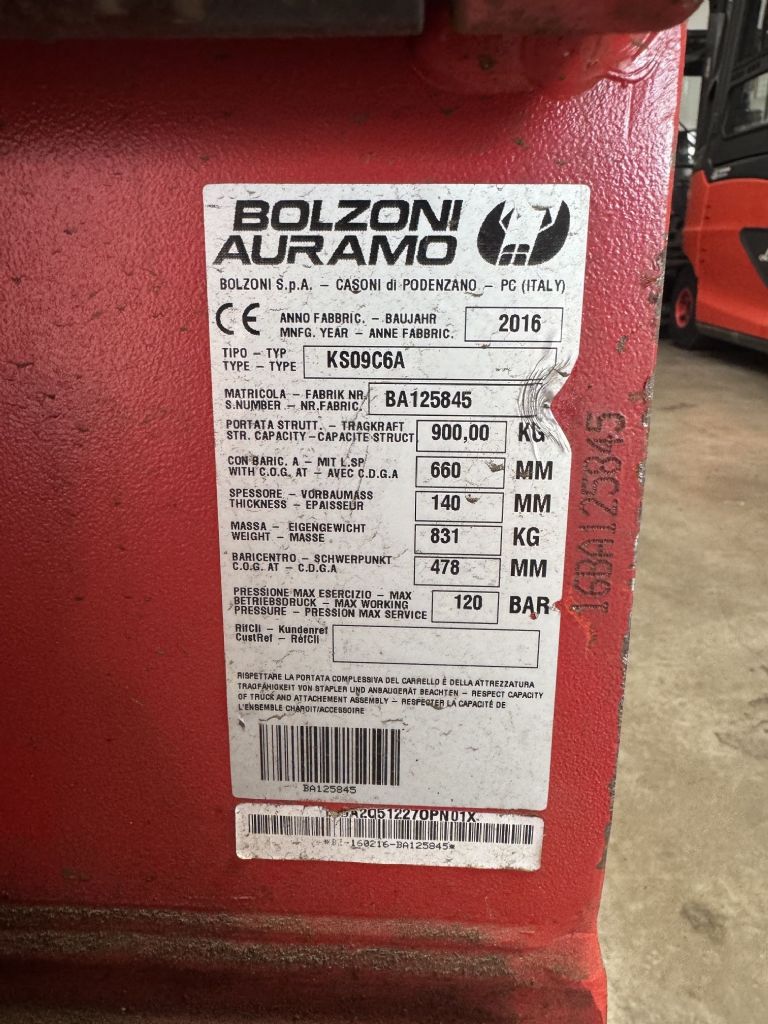 BOLZONI
AURAMO
BOLZONI S.p.A. – CASONI di PODENZANO – PC (ITALY)
CE
ANNO FABBRIC. – BAUJAHR
MNFG. YEAR – ANNE FABBRIC.
2016
TIPO – TYP
TYPE – TYPE
KS09C6A
MATRICOLA – FABRIK NR
S.NUMBER – NR.FABRIC.
BA125845
PORTATA STRUTT. – TRAGKRAFT
STR. CAPACITY – CAPACITE STRUCT
900,00 KG
CON BARIC. A – MIT L.SP
WITH C.O.G. AT – AVEC C.D.G.A
660 MM
SPESSORE – VORBAUMASS
THICKNESS – EPAISSEUR
140 MM
MASSA – EIGENGEWICHT
WEIGHT – MASSE
831 KG
BARICENTRO – SCHWERPUNKT
C.O.G. AT – C.D.G.A
478 MM
PRESSIONE MAX ESERCIZIO – MAX
BETRIEBSDRUCK – MAX WORKING
PRESSURE – PRESSION MAX SERVICE
120 BAR
RifCli – Kundenref
CustRef – RéfCli
RISPETTARE LA PORTATA COMPLESSIVA DEL CARRELLO E DELLA ATTREZZATURA
TRAGFÄHIGKEIT VON STAPLER UND ANBAUGERÄT BEACHTEN – RESPECT CAPACITY
OF TRUCK AND ATTACHEMENT ASSEMBLY – RESPECTER LA CAPACITÉ DE
L'ENSEMBLE CHAROIT/ACCESSOIRE
BA125845
A2Q51227OPN01X
-160216-BA125845*
16BA125845